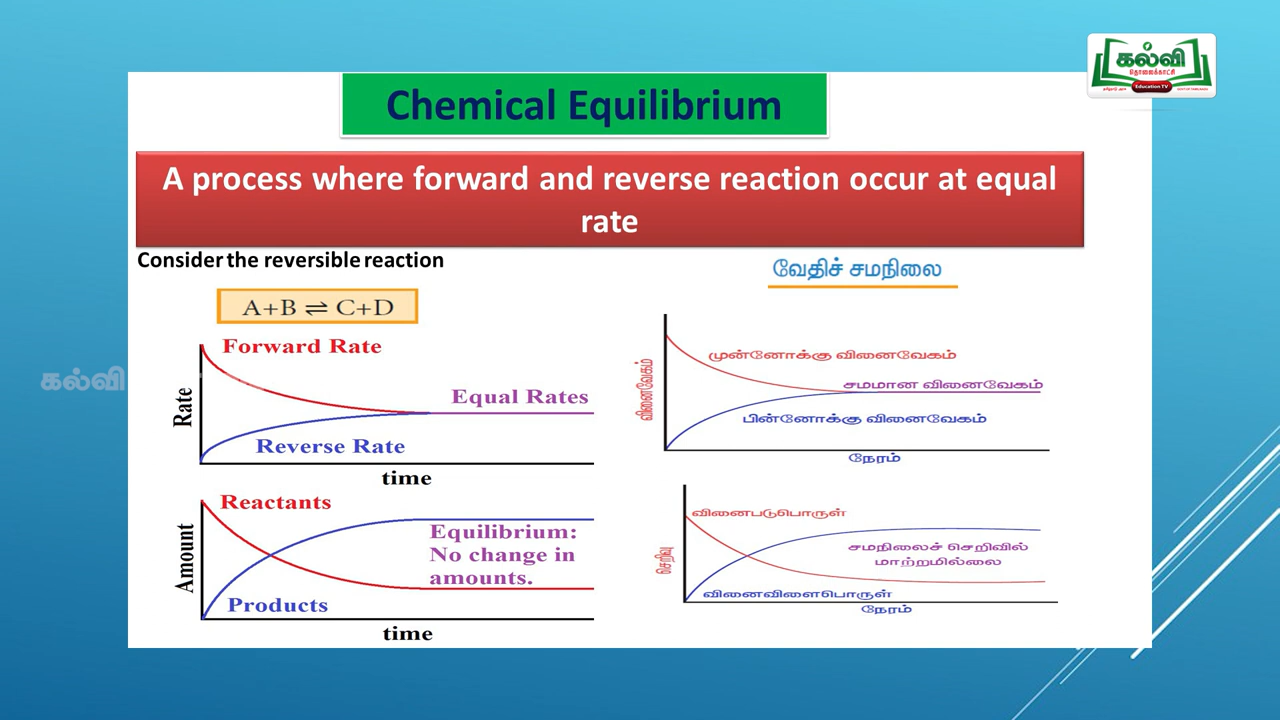 கல்வி
தொலைக்காட்சி
Education TV
Chemical Equilibrium
A process where forward and reverse reaction occur at equal
rate
Consider the reversible reaction
A+B ⇌ C+D
Forward Rate
Equal Rates
Reverse Rate
Rate
time
Reactants
Equilibrium:
No change in
amounts.
Products
Amount
time
வேதிச் சமநிலை
முன்னோக்கு வினைவேகம்
சமமான வினைவேகம்
பின்னோக்கு வினைவேகம்
வினைவேகம்
நேரம்
வினைபடுபொருள்
சமநிலைச் செறிவில்
மாற்றமில்லை
வினைவிளைபொருள்
செறிவு
நேரம்
கல்வி